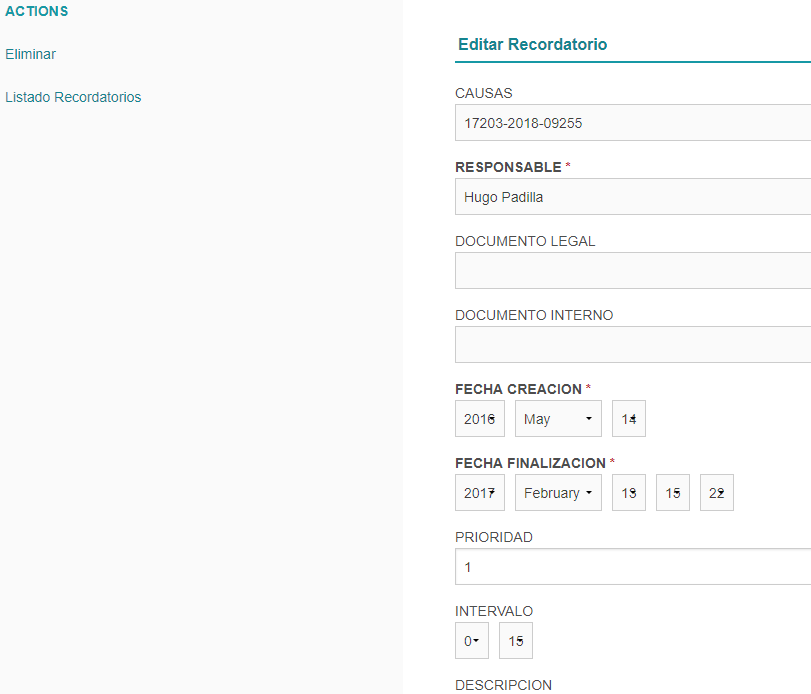 ACTIONS
Eliminar
Listado Recordatorios
Editar Recordatorio
CAUSAS
17203-2018-09255
RESPONSABLE *
Hugo Padilla
DOCUMENTO LEGAL
DOCUMENTO INTERNO
FECHA CREACION *
2016 May 14
FECHA FINALIZACION *
2017 February 13 15 22
PRIORIDAD
1
INTERVALO
0 15
DESCRIPCION